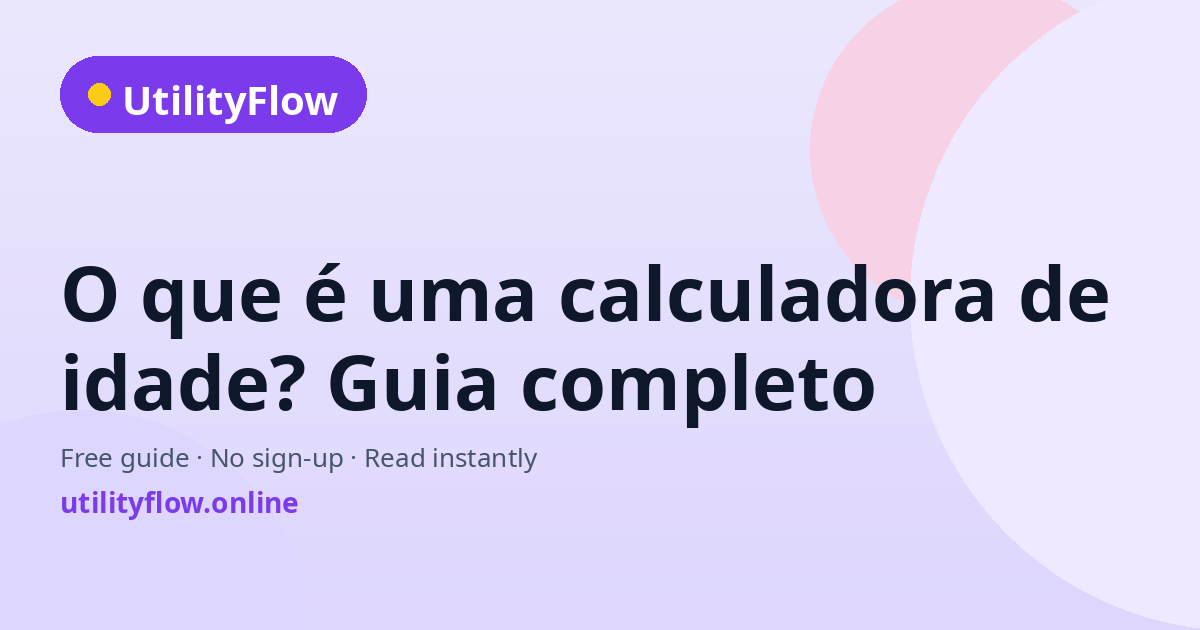 UtilityFlow
O que é uma calculadora de
idade? Guia completo
Free guide · No sign-up · Read instantly
utilityflow.online